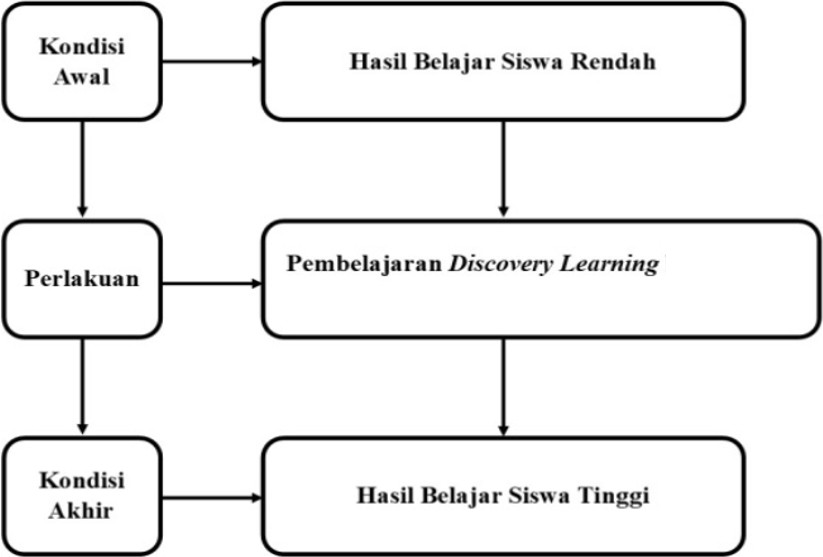 Kondisi
Awal
Hasil Belajar Siswa Rendah
Perlakuan
Pembelajaran Discovery Learning
Kondisi
Akhir
Hasil Belajar Siswa Tinggi